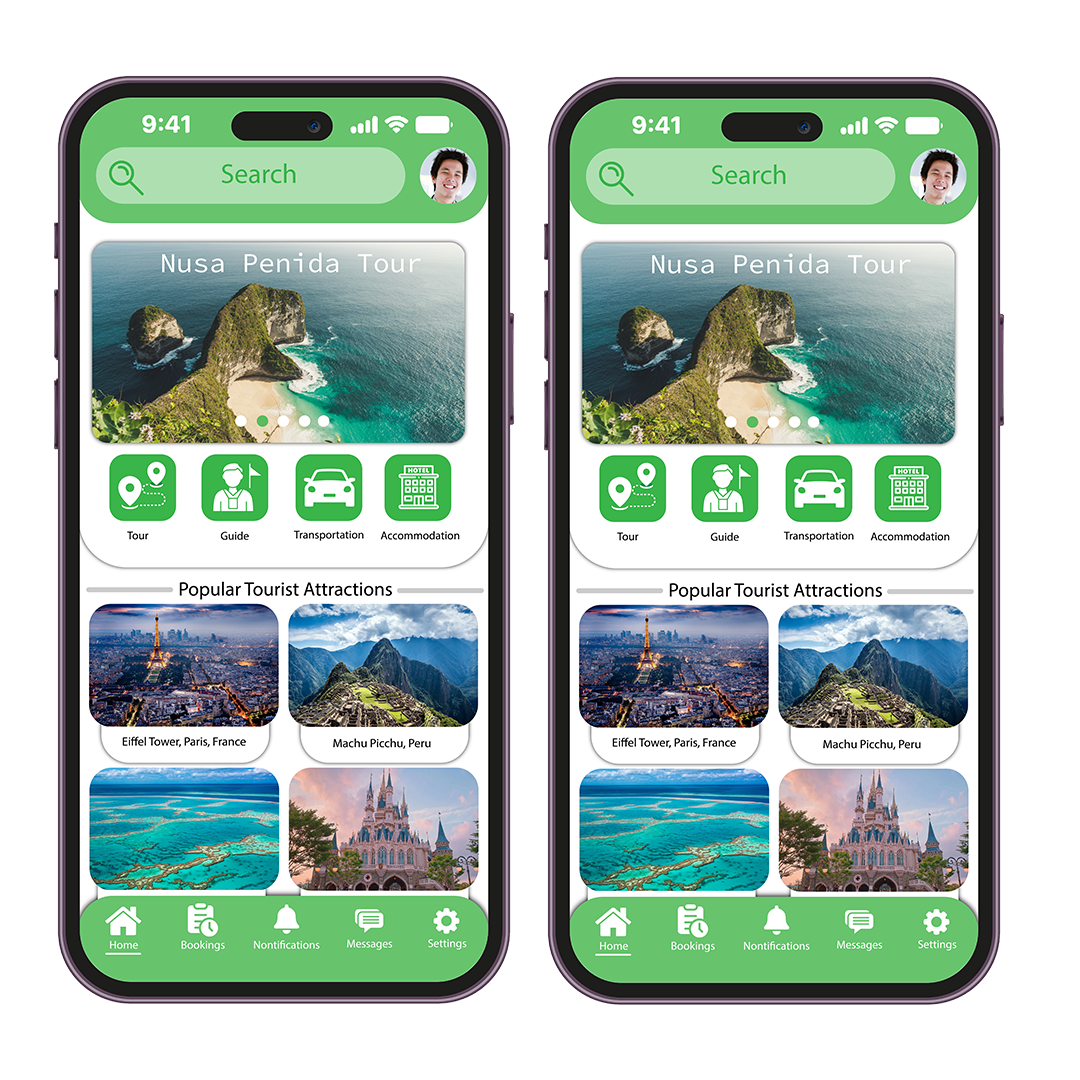 9:41
Search
Nusa Penida Tour
HOTEL
Tour
Guide
Transportation
Accommodation
Popular Tourist Attractions
Eiffel Tower, Paris, France
Machu Picchu, Peru
Home
Bookings
Nontifications
Messages
Settings
9:41
Search
Nusa Penida Tour
HOTEL
Tour
Guide
Transportation
Accommodation
Popular Tourist Attractions
Eiffel Tower, Paris, France
Machu Picchu, Peru
Home
Bookings
Nontifications
Messages
Settings